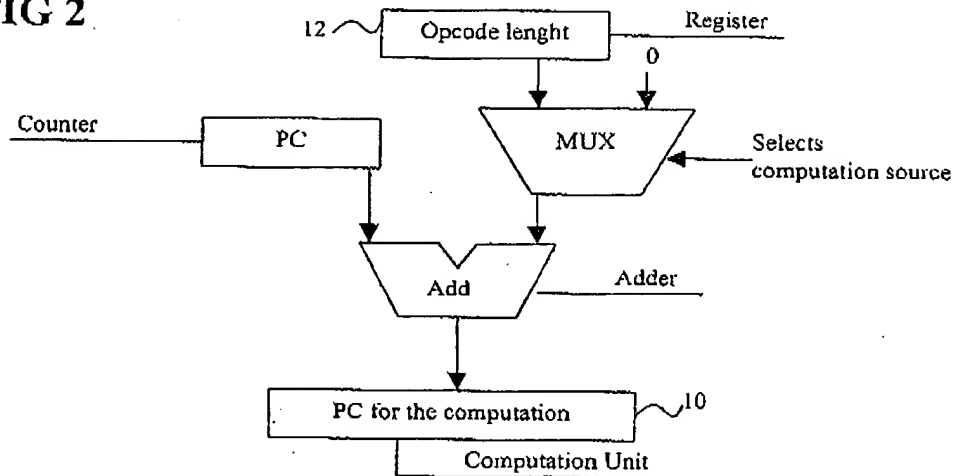 FIG 2
12
Opcode lenght
Register
0
Counter
PC
MUX
Selects
computation source
Add
Adder
PC for the computation
10
Computation Unit